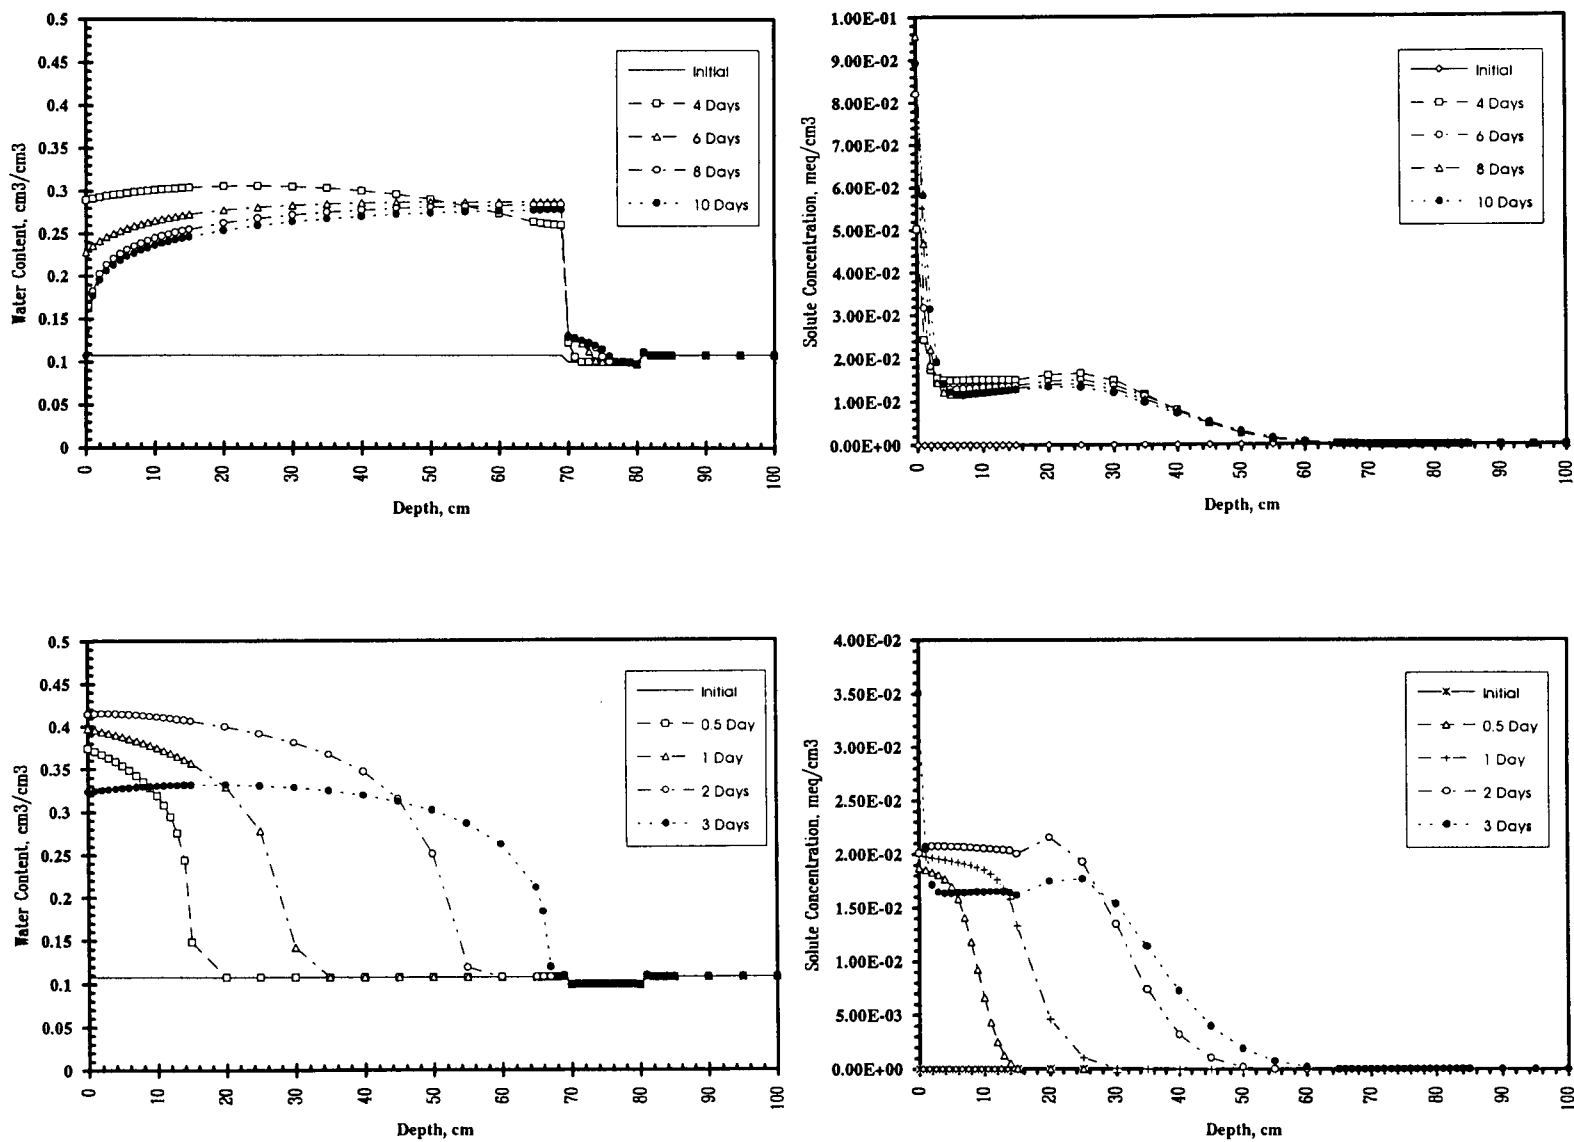 0.5
0.45
0.4
0.35
0.3
0.25
0.2
0.15
0.1
0.05
0
Water Content, cm3/cm3
Initial
4 Days
6 Days
8 Days
10 Days
0 10 20 30 40 50 60 70 80 90 100
Depth, cm
1.00E-01
9.00E-02
8.00E-02
7.00E-02
6.00E-02
5.00E-02
4.00E-02
3.00E-02
2.00E-02
1.00E-02
0.00E+00
Solute Concentration, meq/cm3
Initial
4 Days
6 Days
8 Days
10 Days
0 10 20 30 40 50 60 70 80 90 100
Depth, cm
0.5
0.45
0.4
0.35
0.3
0.25
0.2
0.15
0.1
0.05
0
Water Content, cm3/cm3
Initial
0.5 Day
1 Day
2 Days
3 Days
0 10 20 30 40 50 60 70 80 90 100
Depth, cm
4.00E-02
3.50E-02
3.00E-02
2.50E-02
2.00E-02
1.50E-02
1.00E-02
5.00E-03
0.00E+00
Solute Concentration, meq/cm3
Initial
0.5 Day
1 Day
2 Days
3 Days
0 10 20 30 40 50 60 70 80 90 100
Depth, cm